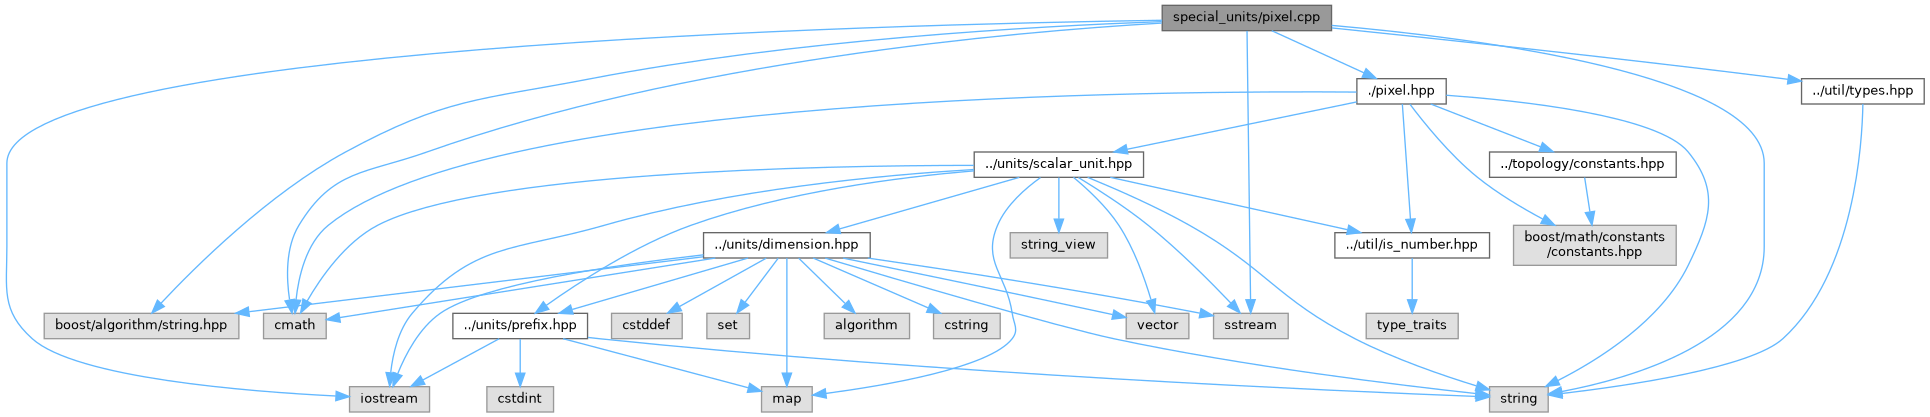 special_units/pixel.cpp
./pixel.hpp
../util/types.hpp
../units/scalar_unit.hpp
../topology/constants.hpp
../units/dimension.hpp
string_view
../util/is_number.hpp
boost/math/constants
/constants.hpp
boost/algorithm/string.hpp
cmath
../units/prefix.hpp
cstddef
set
algorithm
cstring
vector
sstream
type_traits
iostream
cstdint
map
string